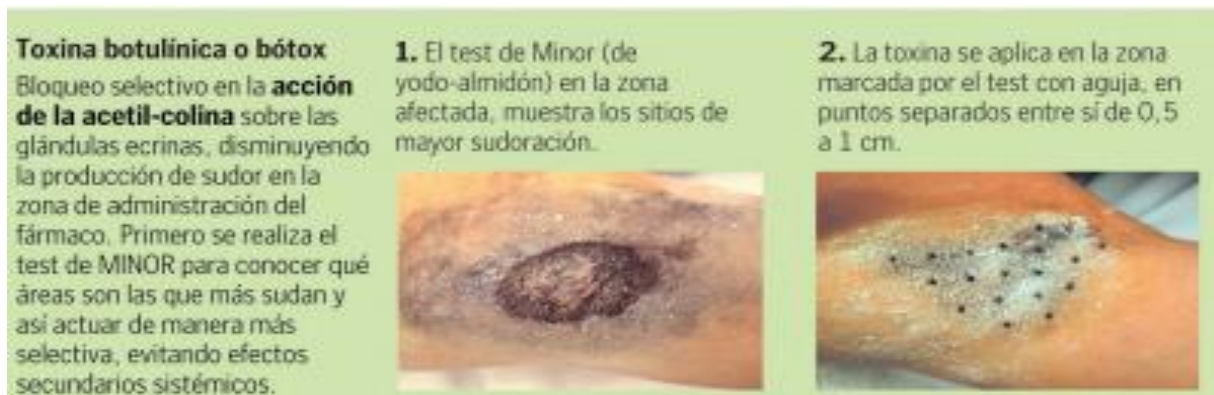 Toxina botulínica o bótox
Bloqueo selectivo en la acción
de la acetil-colina sobre las
glándulas ecrinas, disminuyendo
la producción de sudor en la
zona de administración del
fármaco. Primero se realiza el
test de MINOR para conocer qué
áreas son las que más sudan y
así actuar de manera más
selectiva, evitando efectos
secundarios sistémicos.
1. El test de Minor (de
yodo-almidón) en la zona
afectada, muestra los sitios de
mayor sudoración.
2. La toxina se aplica en la zona
marcada por el test con aguja, en
puntos separados entre sí de 0,5
a 1 cm.